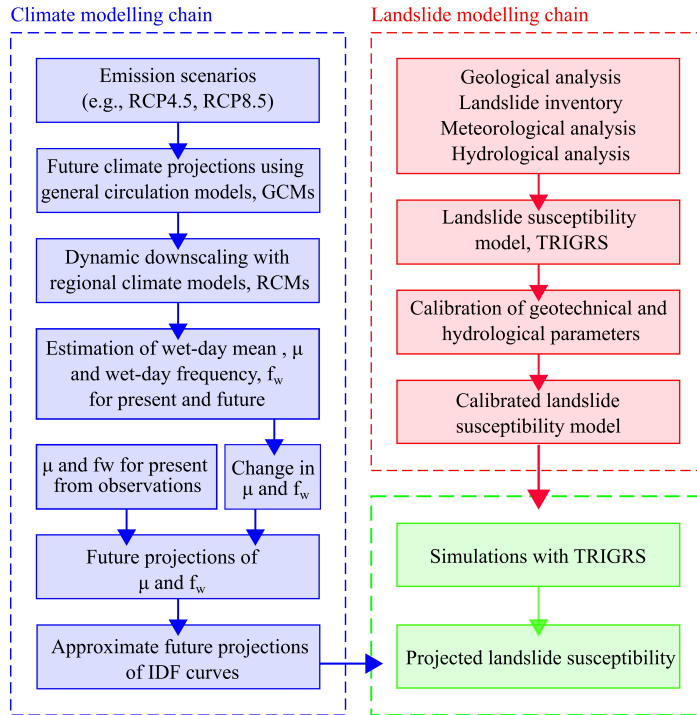 Climate modelling chain
Emission scenarios
(e.g., RCP4.5, RCP8.5)
Future climate projections using
general circulation models, GCMs
Dynamic downscaling with
regional climate models, RCMs
Estimation of wet-day mean , μ
and wet-day frequency, fw
for present and future
μ and fw for present
from observations
Change in
μ and fw
Future projections of
μ and fw
Approximate future projections
of IDF curves
Landslide modelling chain
Geological analysis
Landslide inventory
Meteorological analysis
Hydrological analysis
Landslide susceptibility
model, TRIGRS
Calibration of geotechnical and
hydrological parameters
Calibrated landslide
susceptibility model
Simulations with TRIGRS
Projected landslide susceptibility